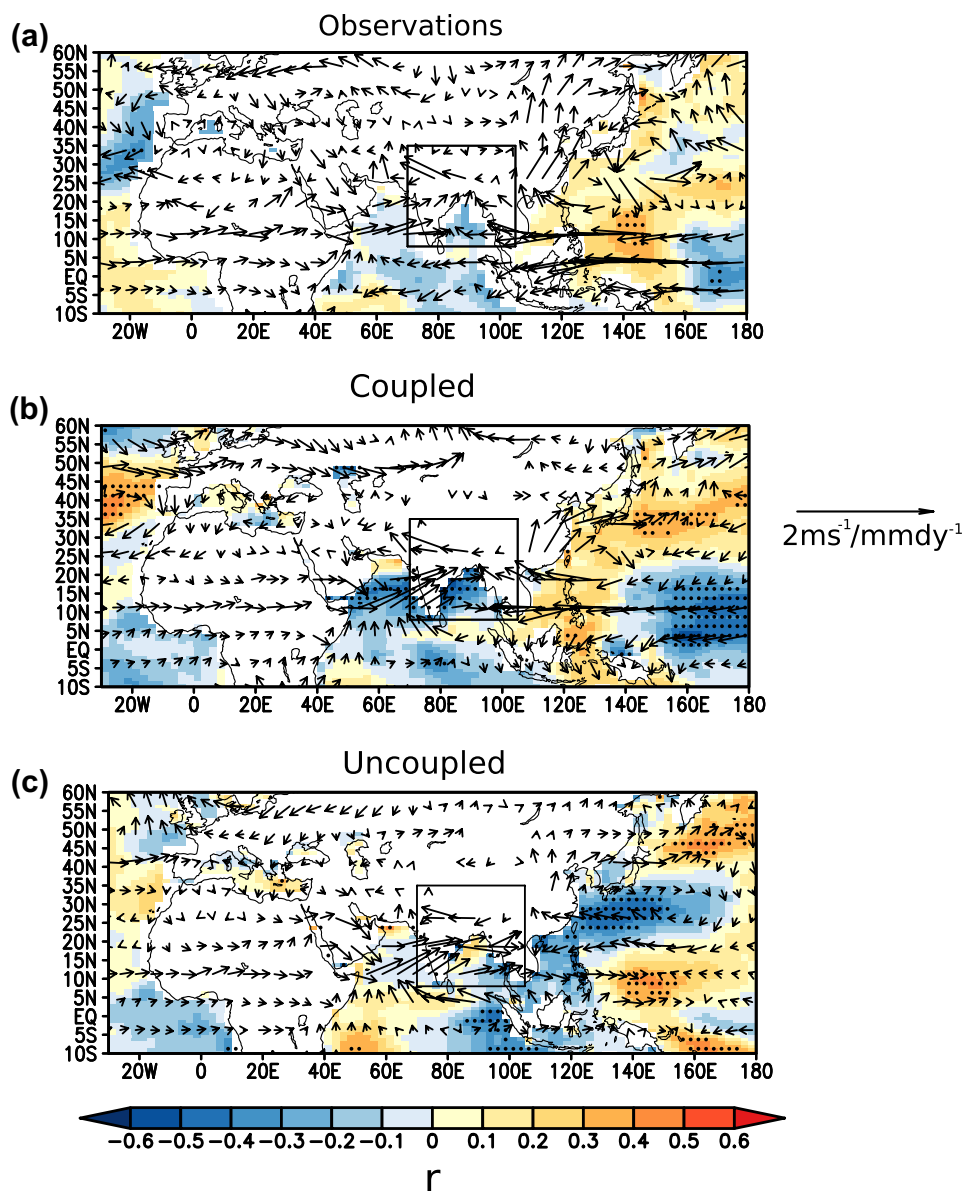 Observations
(a)
60N
55N
50N
45N
40N
35N
30N
25N
20N
15N
10N
5N
EQ
5S
10S
20W 0 20E 40E 60E 80E 100E 120E 140E 160E 180
Coupled
(b)
60N
55N
50N
45N
40N
35N
30N
25N
20N
15N
10N
5N
EQ
5S
10S
20W 0 20E 40E 60E 80E 100E 120E 140E 160E 180
2ms⁻¹/mmdy⁻¹
Uncoupled
(c)
60N
55N
50N
45N
40N
35N
30N
25N
20N
15N
10N
5N
EQ
5S
10S
20W 0 20E 40E 60E 80E 100E 120E 140E 160E 180
−0.6 −0.5 −0.4 −0.3 −0.2 −0.1 0 0.1 0.2 0.3 0.4 0.5 0.6
r